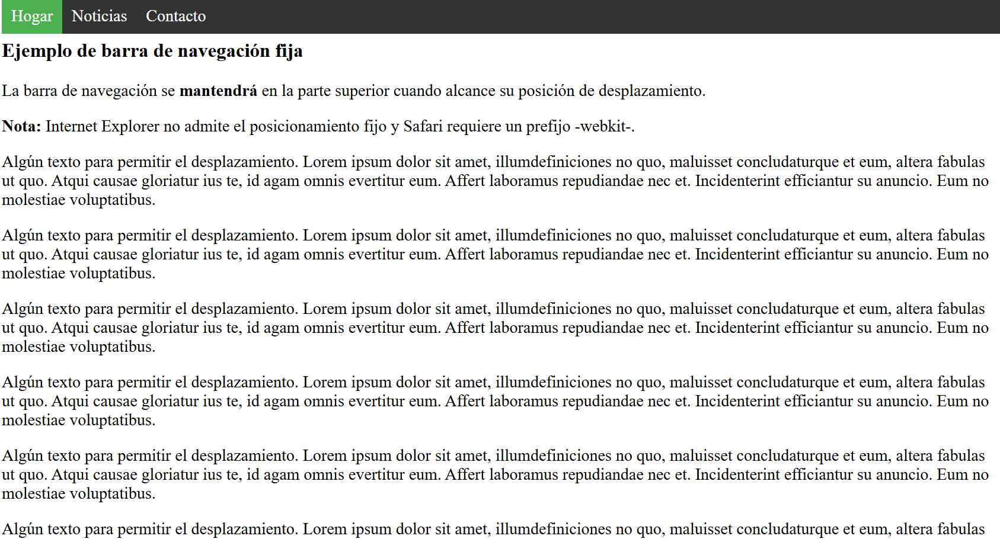 Hogar Noticias Contacto
Ejemplo de barra de navegación fija
La barra de navegación se mantendrá en la parte superior cuando alcance su posición de desplazamiento.
Nota: Internet Explorer no admite el posicionamiento fijo y Safari requiere un prefijo -webkit-.
Algún texto para permitir el desplazamiento. Lorem ipsum dolor sit amet, illumdefiniciones no quo, maluisset concludaturque et eum, altera fabulas
ut quo. Atqui causae gloriatur ius te, id agam omnis evertitur eum. Affert laboramus repudiandae nec et. Incidenterint efficiantur su anuncio. Eum no
molestiae voluptatibus.
Algún texto para permitir el desplazamiento. Lorem ipsum dolor sit amet, illumdefiniciones no quo, maluisset concludaturque et eum, altera fabulas
ut quo. Atqui causae gloriatur ius te, id agam omnis evertitur eum. Affert laboramus repudiandae nec et. Incidenterint efficiantur su anuncio. Eum no
molestiae voluptatibus.
Algún texto para permitir el desplazamiento. Lorem ipsum dolor sit amet, illumdefiniciones no quo, maluisset concludaturque et eum, altera fabulas
ut quo. Atqui causae gloriatur ius te, id agam omnis evertitur eum. Affert laboramus repudiandae nec et. Incidenterint efficiantur su anuncio. Eum no
molestiae voluptatibus.
Algún texto para permitir el desplazamiento. Lorem ipsum dolor sit amet, illumdefiniciones no quo, maluisset concludaturque et eum, altera fabulas
ut quo. Atqui causae gloriatur ius te, id agam omnis evertitur eum. Affert laboramus repudiandae nec et. Incidenterint efficiantur su anuncio. Eum no
molestiae voluptatibus.
Algún texto para permitir el desplazamiento. Lorem ipsum dolor sit amet, illumdefiniciones no quo, maluisset concludaturque et eum, altera fabulas
ut quo. Atqui causae gloriatur ius te, id agam omnis evertitur eum. Affert laboramus repudiandae nec et. Incidenterint efficiantur su anuncio. Eum no
molestiae voluptatibus.
Algún texto para permitir el desplazamiento. Lorem ipsum dolor sit amet, illumdefiniciones no quo, maluisset concludaturque et eum, altera fabulas